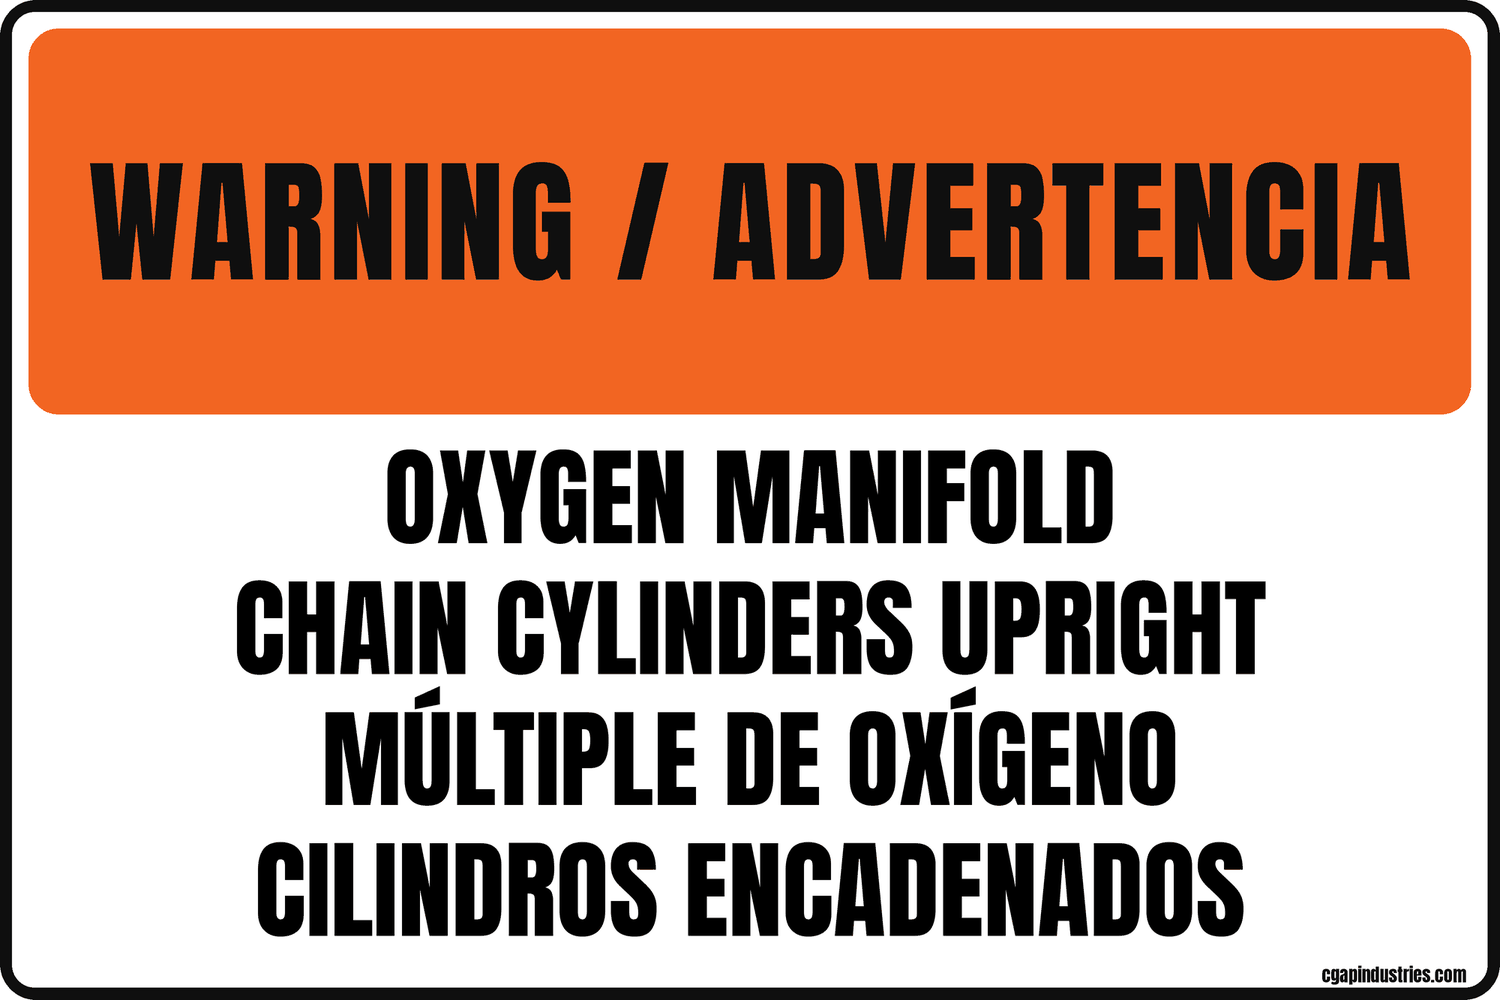 WARNING / ADVERTENCIA
OXYGEN MANIFOLD
CHAIN CYLINDERS UPRIGHT
MÚLTIPLE DE OXÍGENO
CILINDROS ENCADENADOS
cgapindustries.com